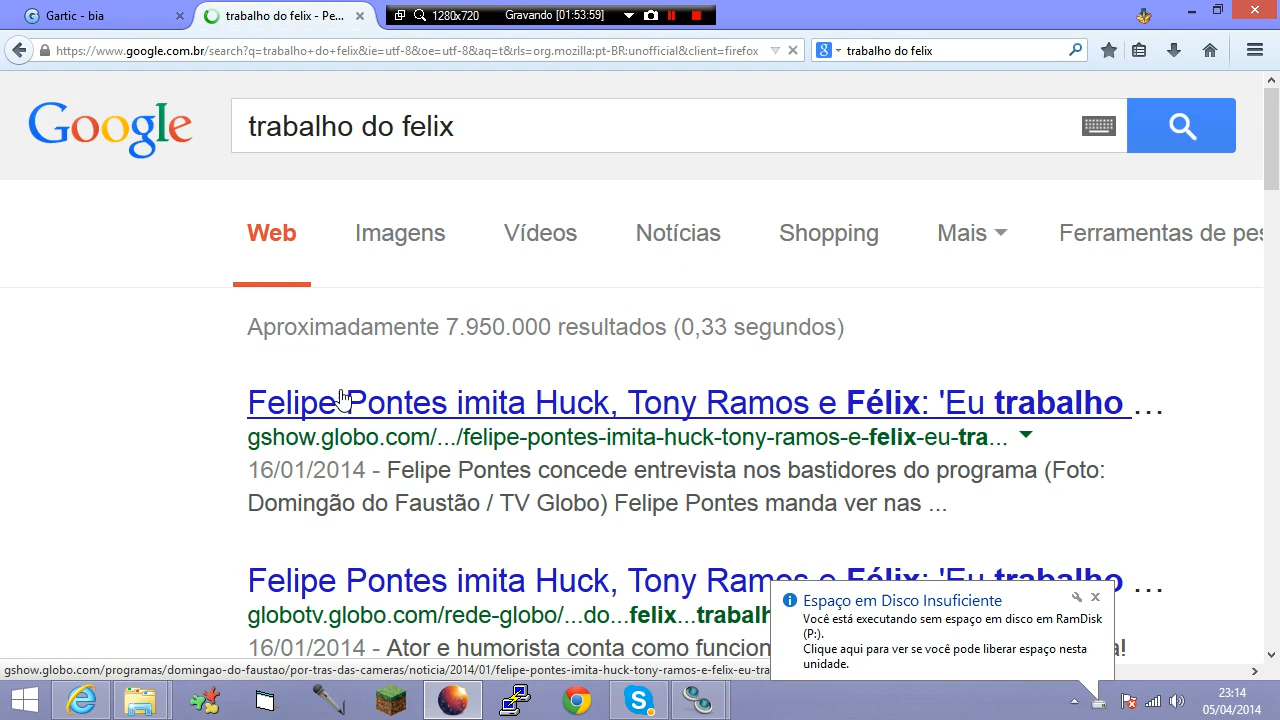 Gartic - bia
trabalho do felix - Pe...
1280x720
Gravando [01:53:59]
https://www.google.com.br/search?q=trabalho+do+felix&ie=utf-8&oe=utf-8&aq=t&rls=org.mozilla:pt-BR:unofficial&client=firefox
trabalho do felix
Google
trabalho do felix
Web
Imagens
Vídeos
Notícias
Shopping
Mais
Ferramentas de pes
Aproximadamente 7.950.000 resultados (0,33 segundos)
Felipe Pontes imita Huck, Tony Ramos e Félix: 'Eu trabalho ...
gshow.globo.com/.../felipe-pontes-imita-huck-tony-ramos-e-felix-eu-tra...
16/01/2014 - Felipe Pontes concede entrevista nos bastidores do programa (Foto:
Domingão do Faustão / TV Globo) Felipe Pontes manda ver nas ...
Felipe Pontes imita Huck, Tony Ramos e Félix: 'Eu trabalho ...
globotv.globo.com/rede-globo/...do...felix...trabalh
16/01/2014 - Ator e humorista conta como funcion
Espaço em Disco Insuficiente
Você está executando sem espaço em disco em RamDisk
(P:).
Clique aqui para ver se você pode liberar espaço nesta
unidade.
gshow.globo.com/programas/domingao-do-faustao/por-tras-das-cameras/noticia/2014/01/felipe-pontes-imita-huck-tony-ramos-e-felix-eu-tra
23:14
05/04/2014